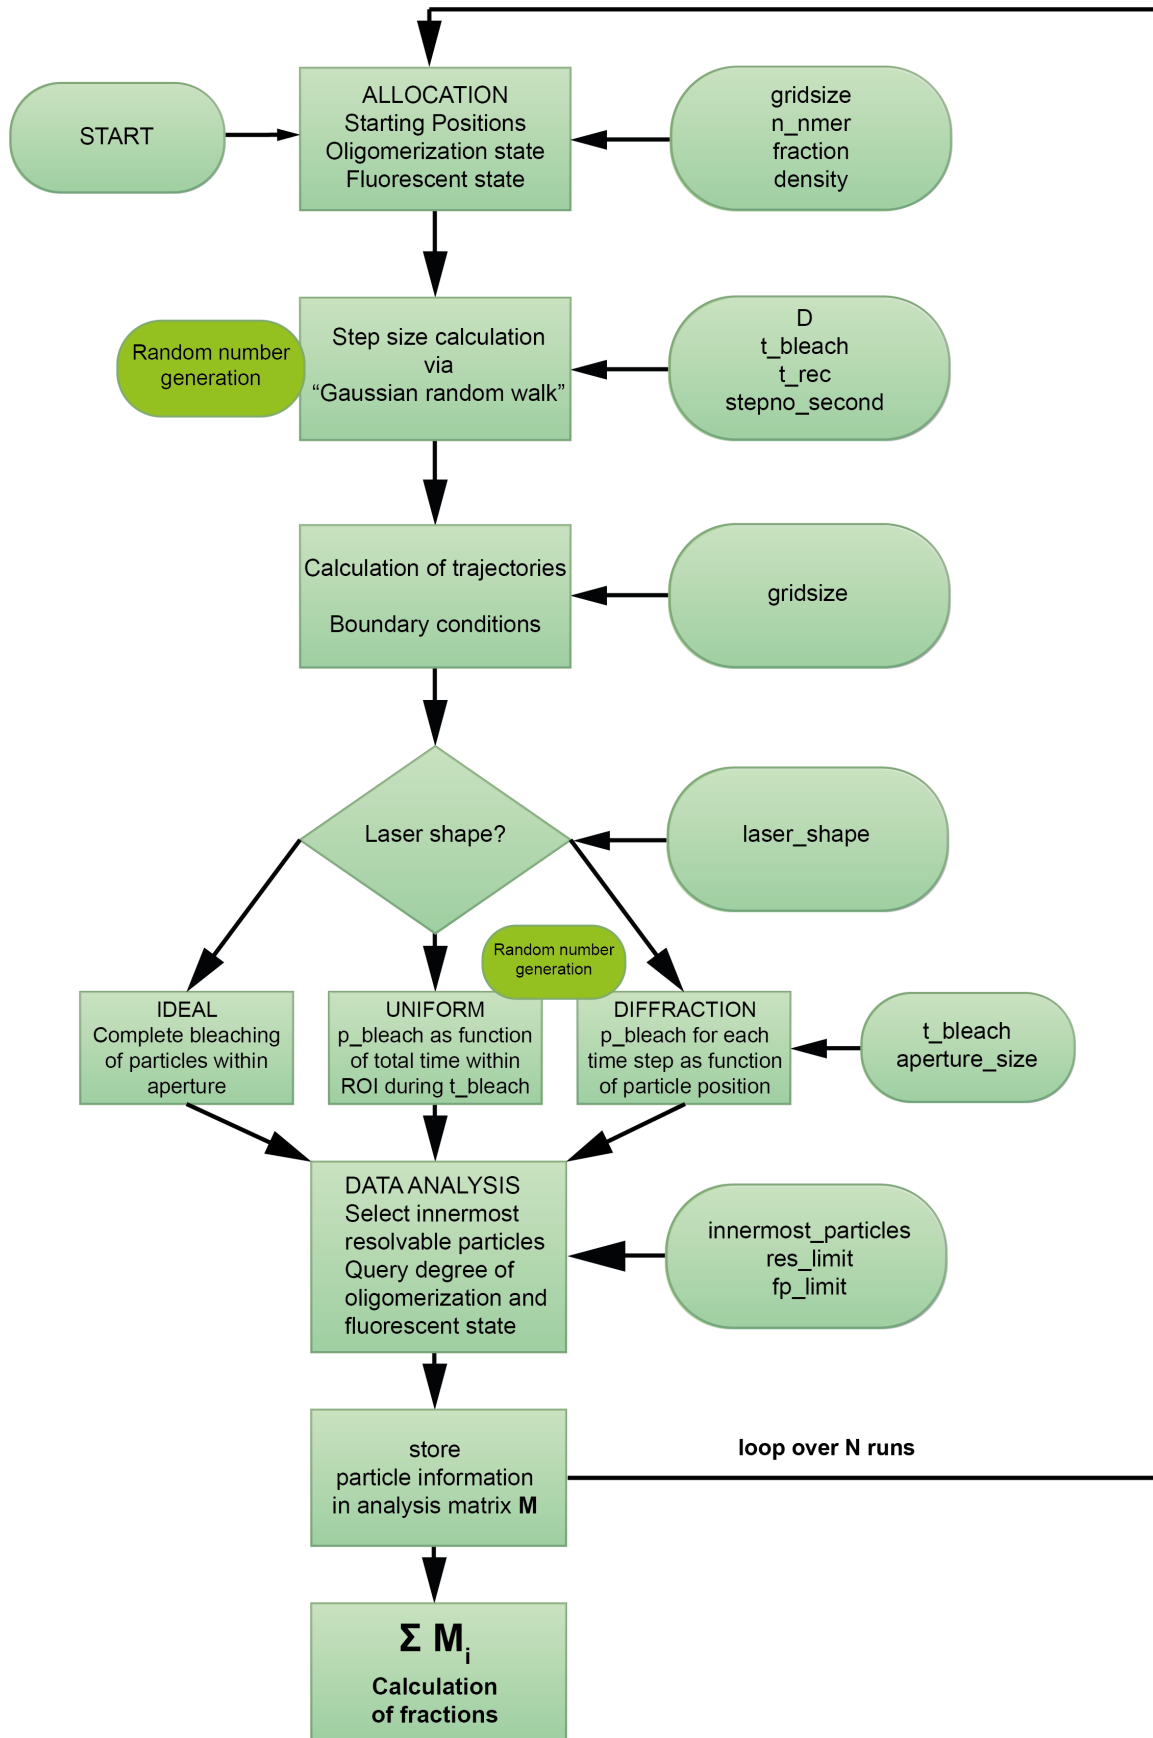 START
ALLOCATION
Starting Positions
Oligomerization state
Fluorescent state
gridsize
n_nmer
fraction
density
Random number
generation
Step size calculation
via
“Gaussian random walk”
D
t_bleach
t_rec
stepno_second
Calculation of trajectories
Boundary conditions
gridsize
Laser shape?
laser_shape
Random number
generation
IDEAL
Complete bleaching
of particles within
aperture
UNIFORM
p_bleach as function
of total time within
ROI during t_bleach
DIFFRACTION
p_bleach for each
time step as function
of particle position
t_bleach
aperture_size
DATA ANALYSIS
Select innermost
resolvable particles
Query degree of
oligomerization and
fluorescent state
innermost_particles
res_limit
fp_limit
store
particle information
in analysis matrix M
loop over N runs
Σ Mi
Calculation
of fractions